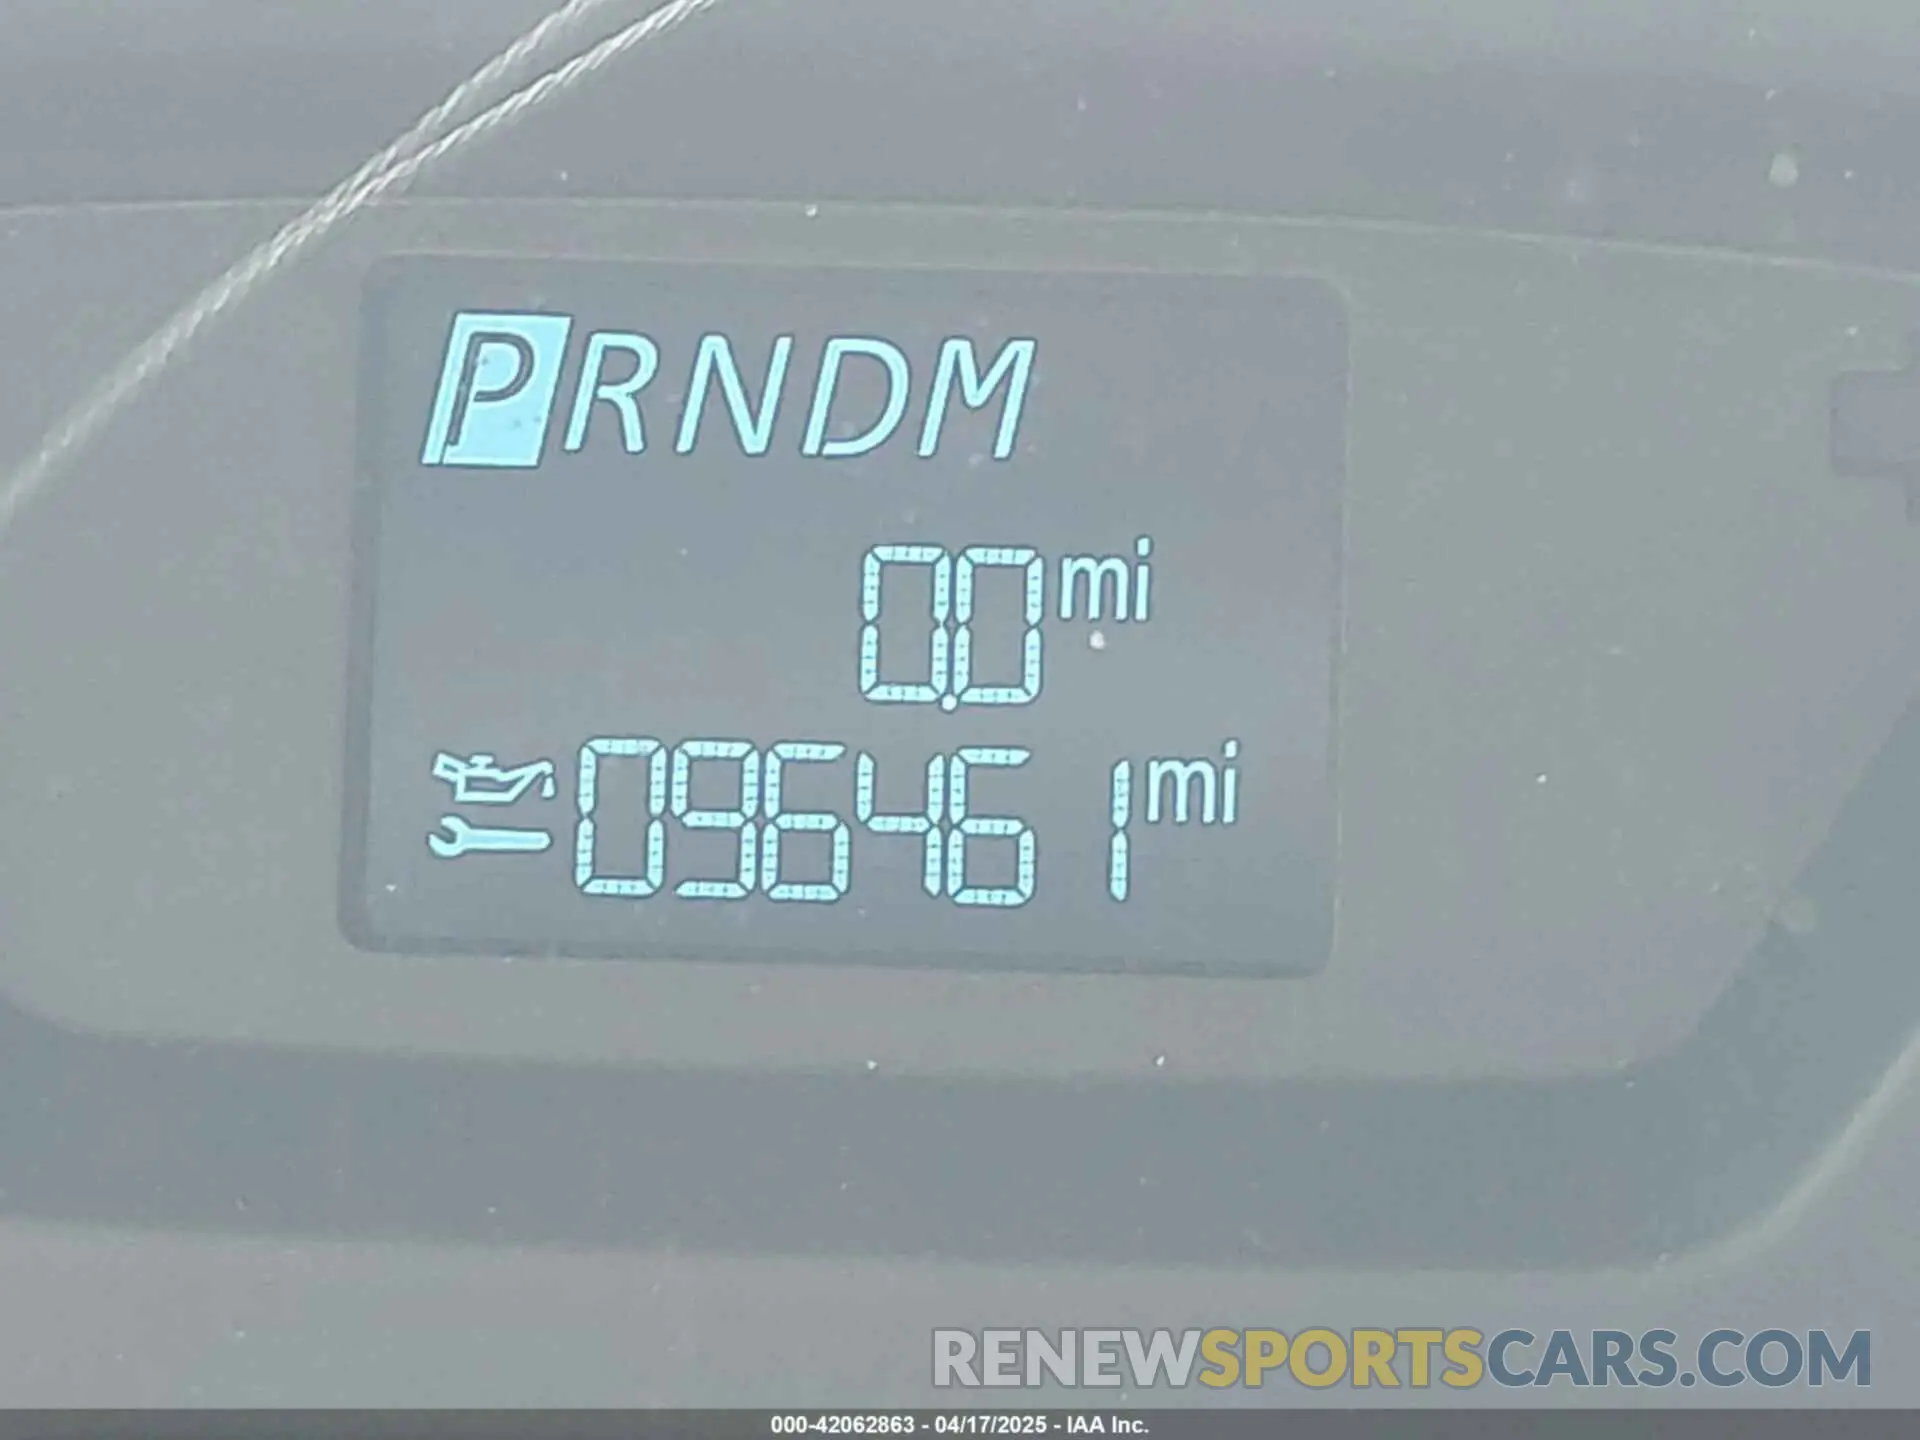 PRNDM
0.0 mi
096461 mi
RENEWSPORTSCARS.COM
000-42062863 - 04/17/2025 - IAA Inc.